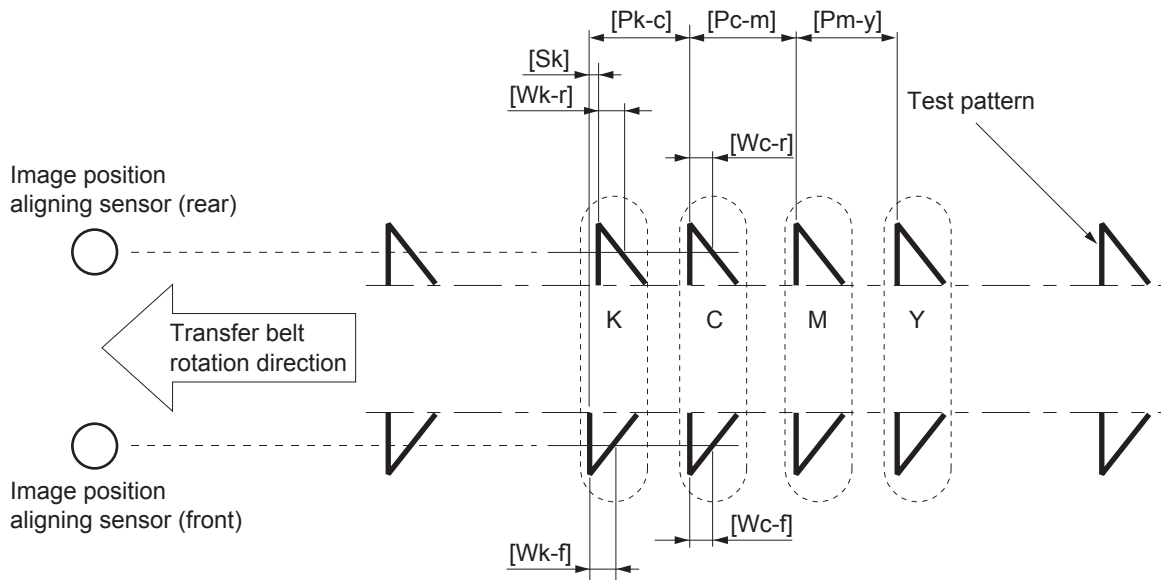 [Pk-c]
[Pc-m]
[Pm-y]
[Sk]
[Wk-r]
Test pattern
[Wc-r]
Image position
aligning sensor (rear)
K
C
M
Y
Transfer belt
rotation direction
Image position
aligning sensor (front)
[Wc-f]
[Wk-f]